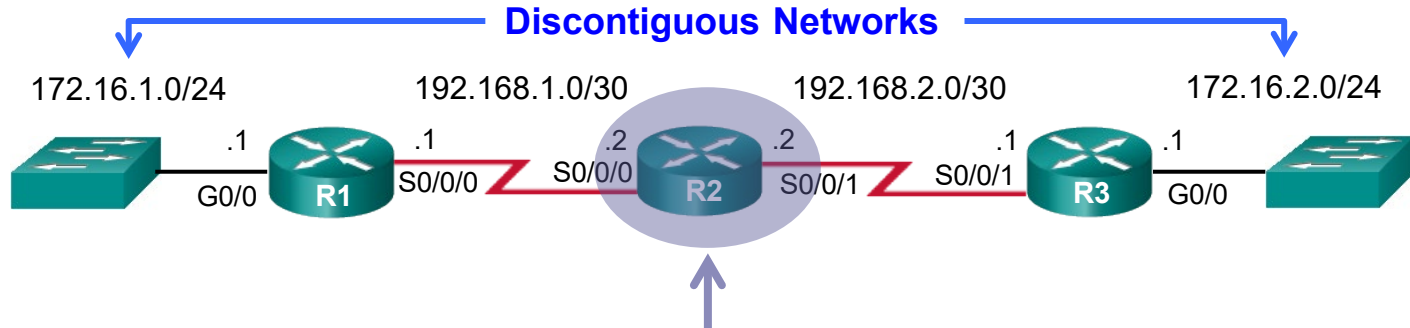 Discontiguous Networks
172.16.1.0/24 192.168.1.0/30 192.168.2.0/30 172.16.2.0/24
.1 .1 .2 .2 .1 .1
G0/0 R1 S0/0/0 S0/0/0 R2 S0/0/1 S0/0/1 R3 G0/0